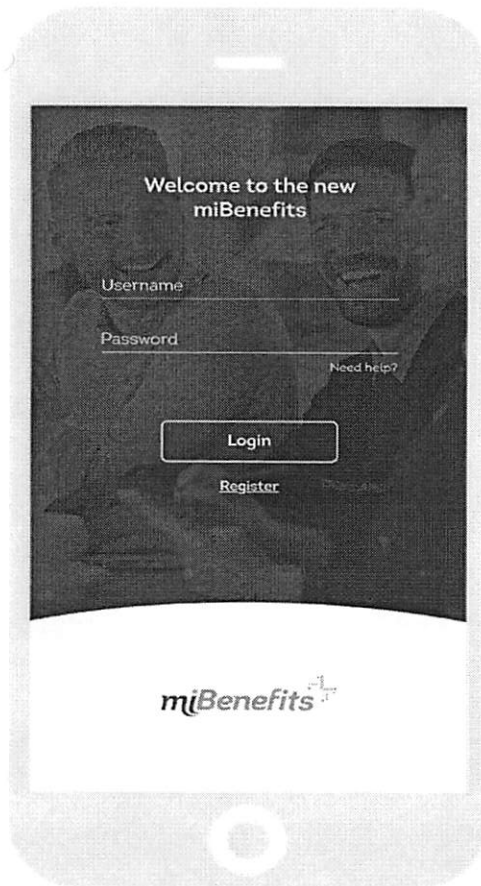 Welcome to the new
miBenefits
Username
Password
Need help?
Login
Register
miBenefits